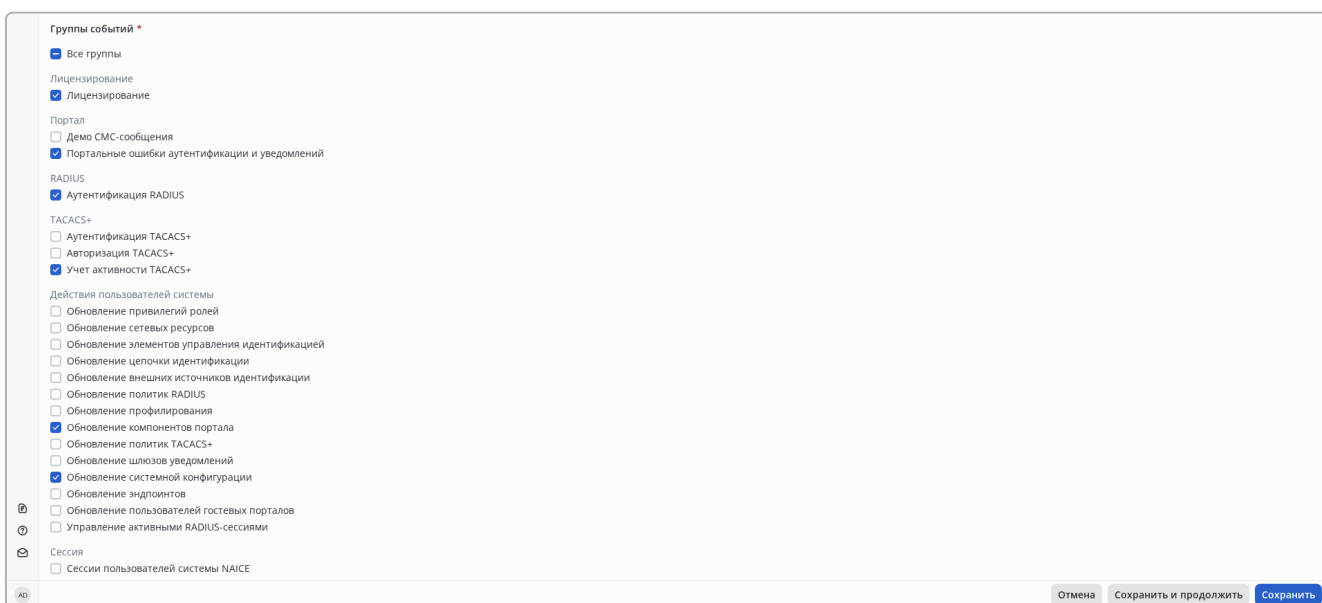 Группы событий *
Все группы
Лицензирование
Лицензирование
Портал
Демо СМС-сообщения
Портальные ошибки аутентификации и уведомлений
RADIUS
Аутентификация RADIUS
TACACS+
Аутентификация TACACS+
Авторизация TACACS+
Учет активности TACACS+
Действия пользователей системы
Обновление привилегий ролей
Обновление сетевых ресурсов
Обновление элементов управления идентификацией
Обновление цепочки идентификации
Обновление внешних источников идентификации
Обновление политик RADIUS
Обновление профилирования
Обновление компонентов портала
Обновление политик TACACS+
Обновление шлюзов уведомлений
Обновление системной конфигурации
Обновление эндпоинтов
Обновление пользователей гостевых порталов
Управление активными RADIUS-сессиями
Сессия
Сессии пользователей системы NAICE
AD Отмена Сохранить и продолжить Сохранить